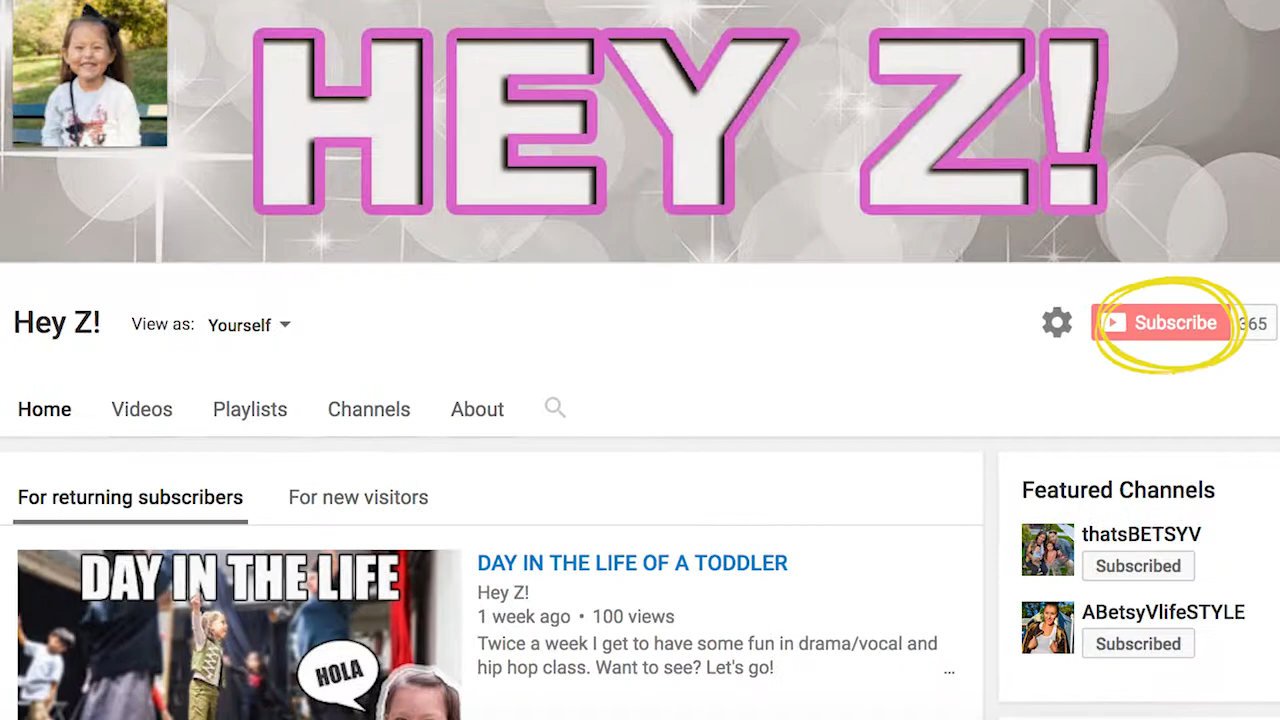 HEY Z!
Hey Z!
View as: Yourself
Subscribe
365
Home
Videos
Playlists
Channels
About
For returning subscribers
For new visitors
DAY IN THE LIFE
HOLA
DAY IN THE LIFE OF A TODDLER
Hey Z!
1 week ago • 100 views
Twice a week I get to have some fun in drama/vocal and
hip hop class. Want to see? Let's go!
...
Featured Channels
thatsBETSYV
Subscribed
ABetsyVlifeSTYLE
Subscribed